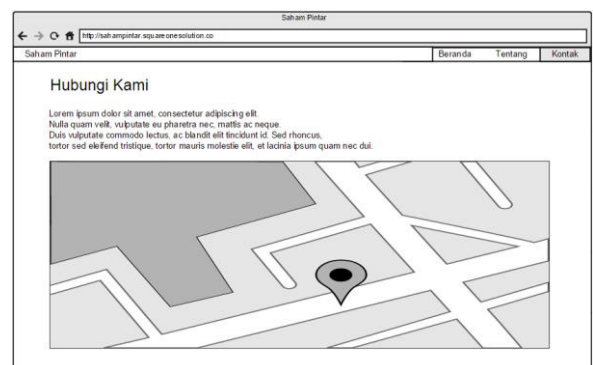 Saham Pintar
http://sahampintar.squareonesolution.co
Saham PIntar
Beranda Tentang Kontak
Hubungi Kami
Lorem ipsum dolor sit amet, consectetur adipiscing elit.
Nulla quam velit, vulputate eu pharetra nec, mattis ac neque.
Duis vulputate commodo lectus, ac blandit elit tincidunt id. Sed rhoncus,
tortor sed eleifend tristique, tortor mauris molestie elit, et lacinia ipsum quam nec dui.